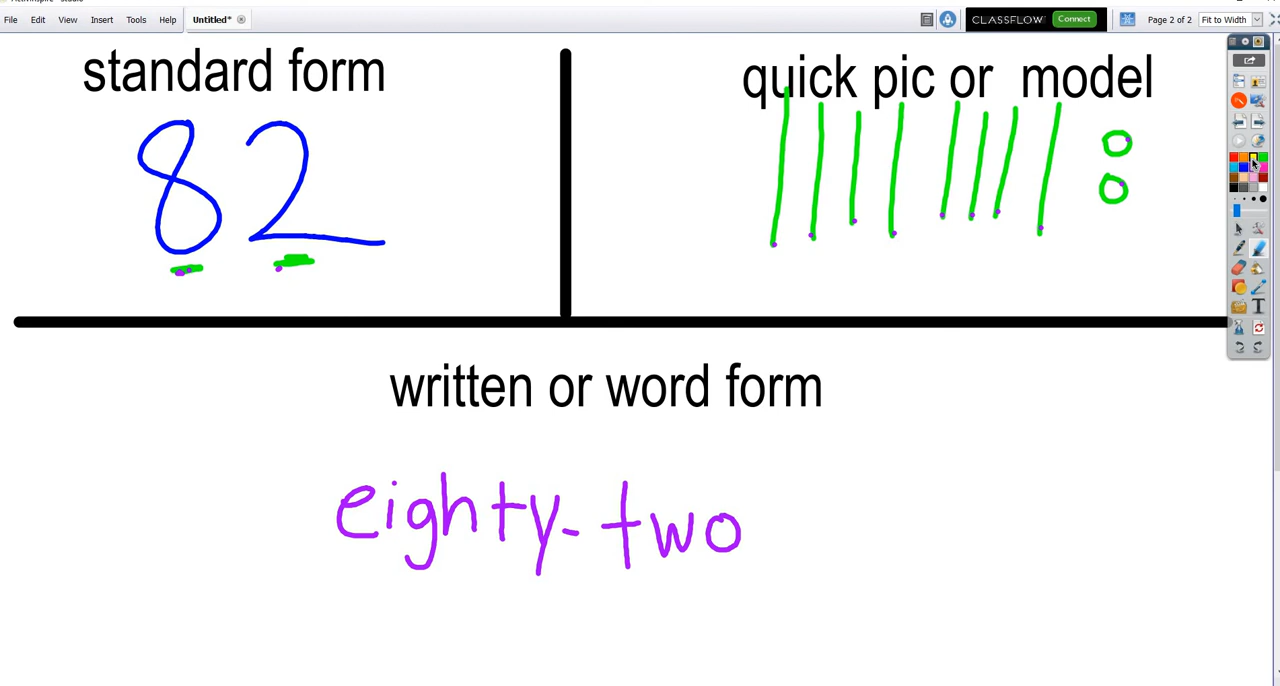 File Edit View Insert Tools Help Untitled* CLASSFLOW Connect Page 2 of 2 Fit to Width
standard form
82
quick pic or model
written or word form
eighty-two